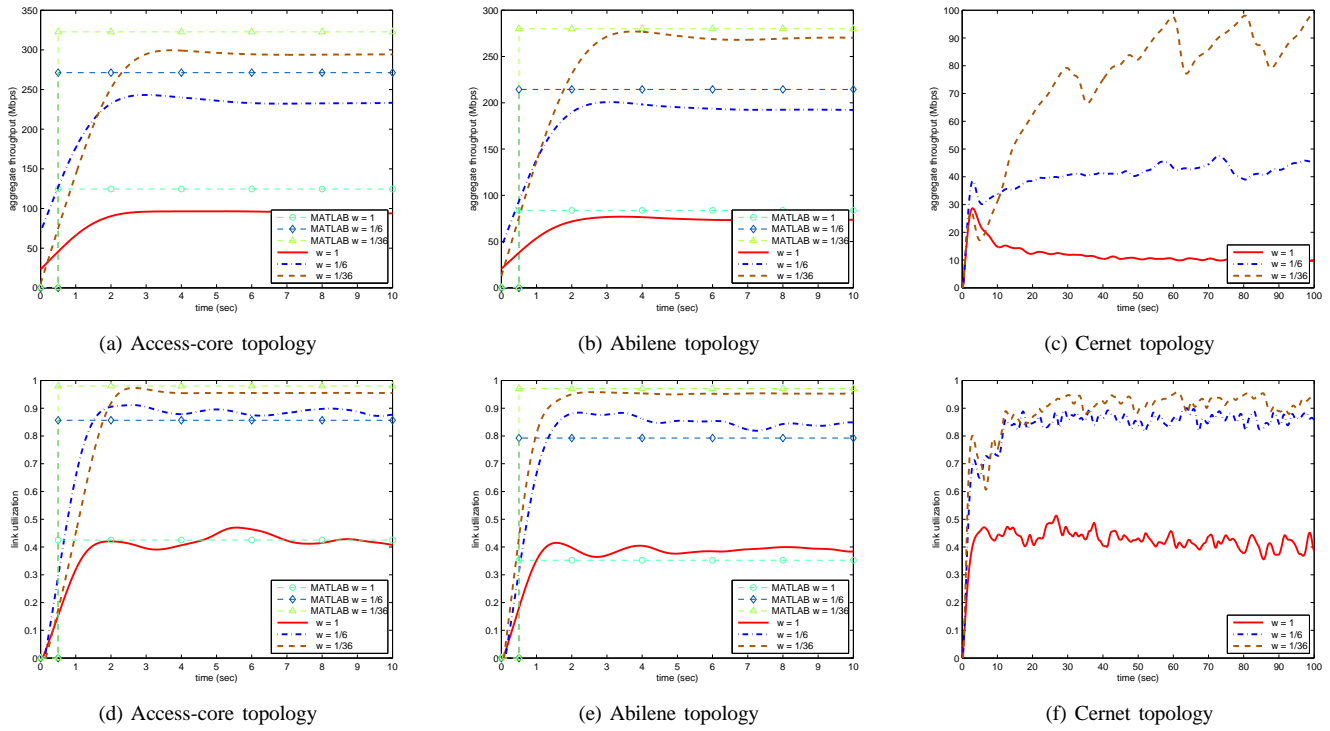 400
350
300
250
200
150
100
50
0
aggregate throughput (Mbps)
0 1 2 3 4 5 6 7 8 9 10
time (sec)
MATLAB w = 1
MATLAB w = 1/6
MATLAB w = 1/36
w = 1
w = 1/6
w = 1/36
(a) Access-core topology
300
250
200
150
100
50
0
aggregate throughput (Mbps)
0 1 2 3 4 5 6 7 8 9 10
time (sec)
MATLAB w = 1
MATLAB w = 1/6
MATLAB w = 1/36
w = 1
w = 1/6
w = 1/36
(b) Abilene topology
100
90
80
70
60
50
40
30
20
10
0
aggregate throughput (Mbps)
0 10 20 30 40 50 60 70 80 90 100
time (sec)
w = 1
w = 1/6
w = 1/36
(c) Cernet topology
1
0.9
0.8
0.7
0.6
0.5
0.4
0.3
0.2
0.1
0
link utilization
0 1 2 3 4 5 6 7 8 9 10
time (sec)
MATLAB w = 1
MATLAB w = 1/6
MATLAB w = 1/36
w = 1
w = 1/6
w = 1/36
(d) Access-core topology
1
0.9
0.8
0.7
0.6
0.5
0.4
0.3
0.2
0.1
0
link utilization
0 1 2 3 4 5 6 7 8 9 10
time (sec)
MATLAB w = 1
MATLAB w = 1/6
MATLAB w = 1/36
w = 1
w = 1/6
w = 1/36
(e) Abilene topology
1
0.9
0.8
0.7
0.6
0.5
0.4
0.3
0.2
0.1
0
link utilization
0 10 20 30 40 50 60 70 80 90 100
time (sec)
w = 1
w = 1/6
w = 1/36
(f) Cernet topology